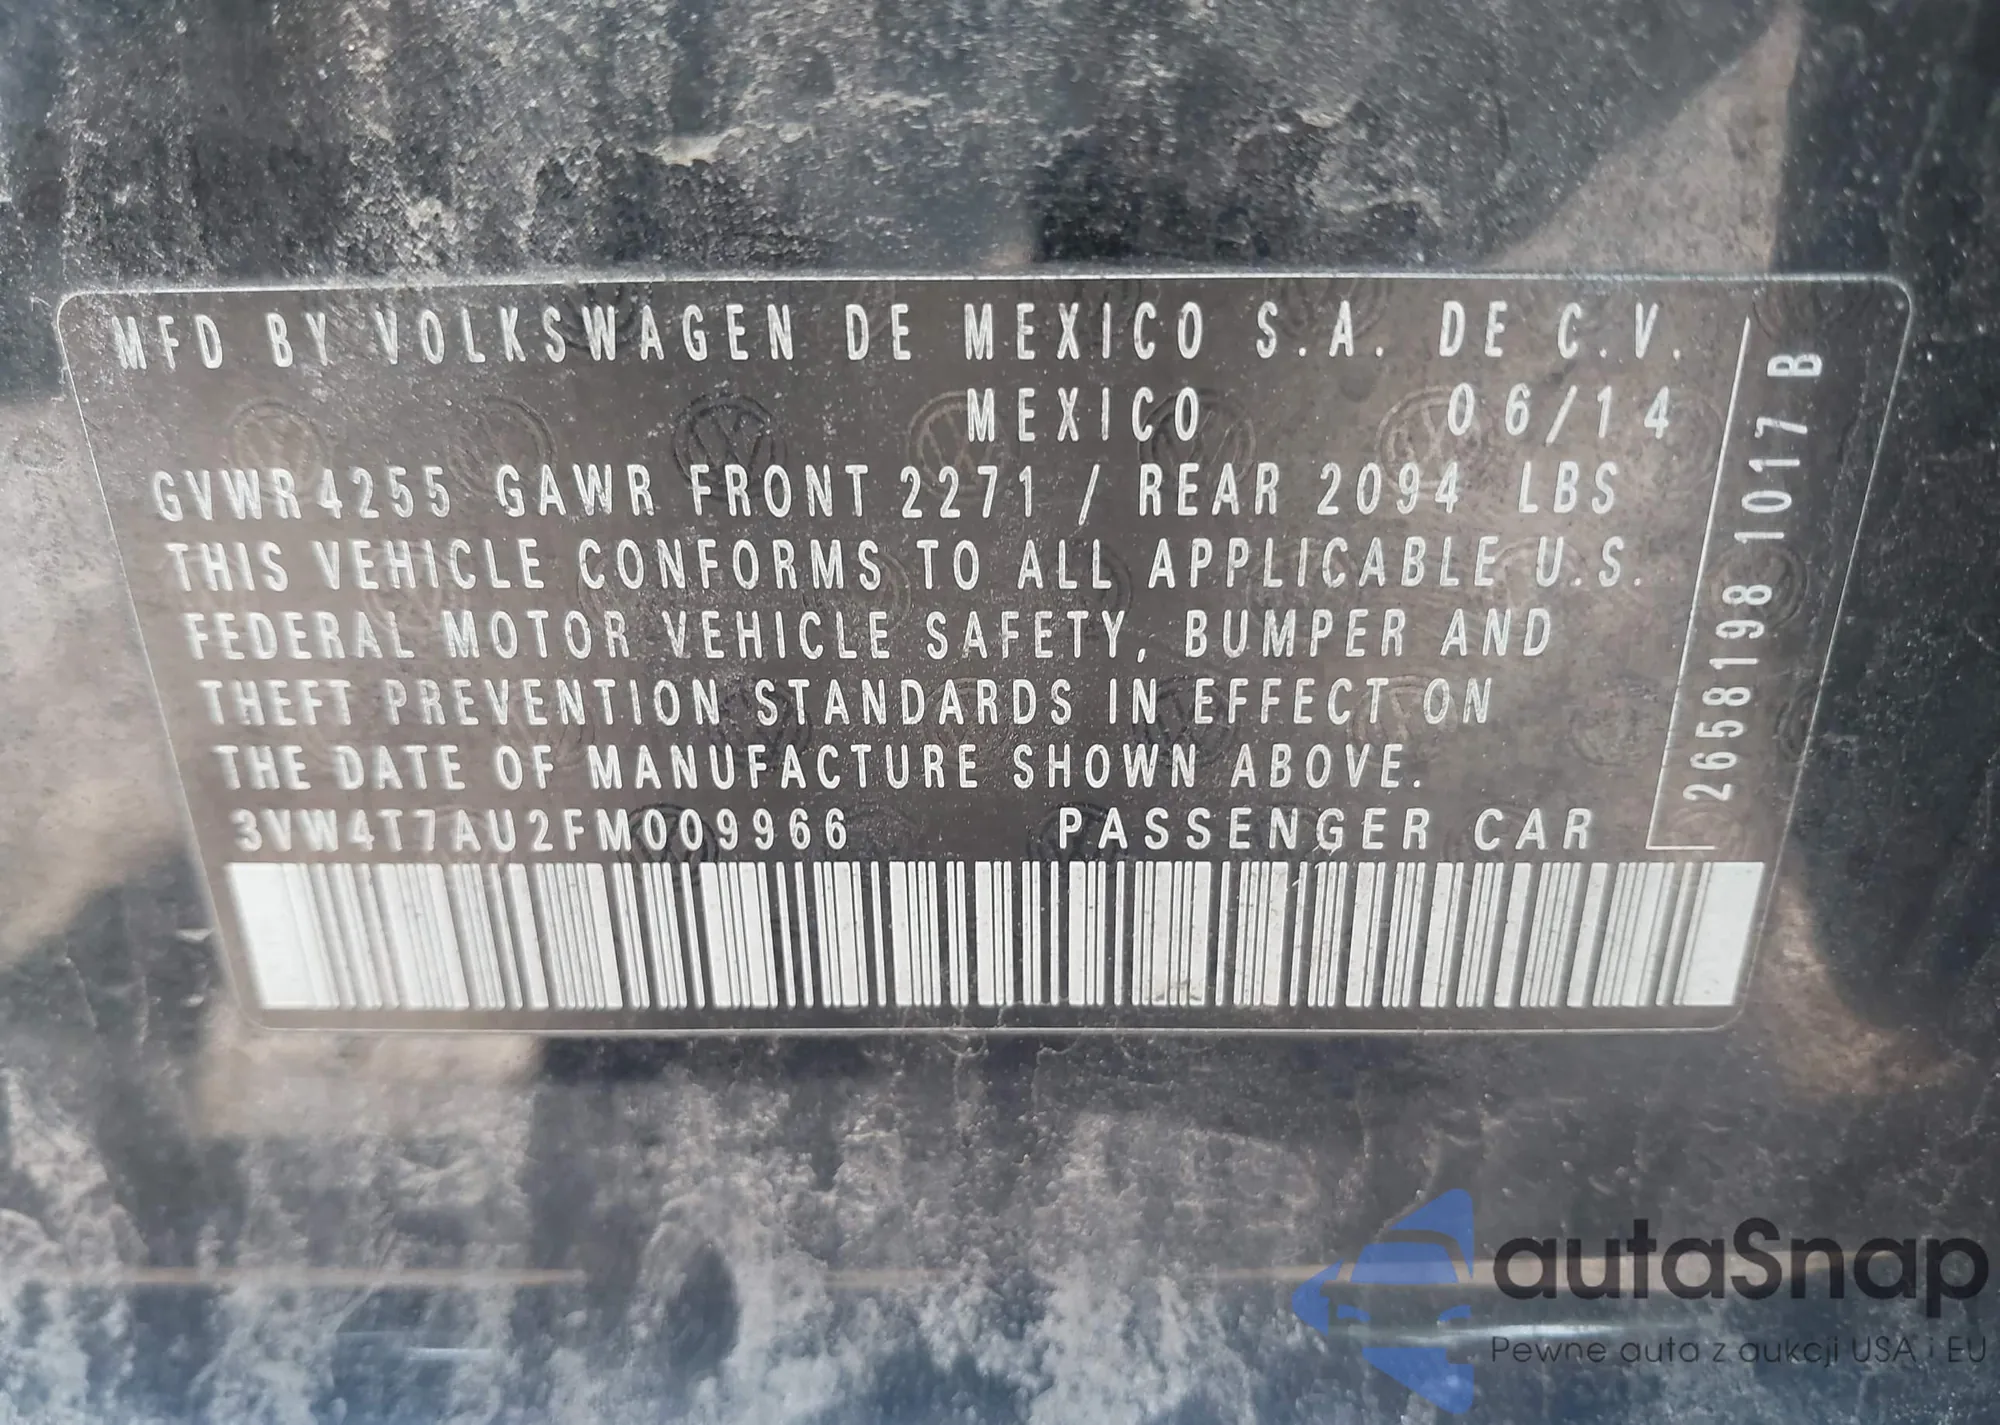 MFD BY VOLKSWAGEN DE MEXICO S.A. DE C.V.
MEXICO 06/14
GVWR 4255 GAWR FRONT 2271 / REAR 2094 LBS
THIS VEHICLE CONFORMS TO ALL APPLICABLE U.S.
FEDERAL MOTOR VEHICLE SAFETY, BUMPER AND
THEFT PREVENTION STANDARDS IN EFFECT ON
THE DATE OF MANUFACTURE SHOWN ABOVE.
3VW4T7AU2FM009966 PASSENGER CAR
2658198 1017 B
autaSnap
Pewne auta z aukcji USA i EU